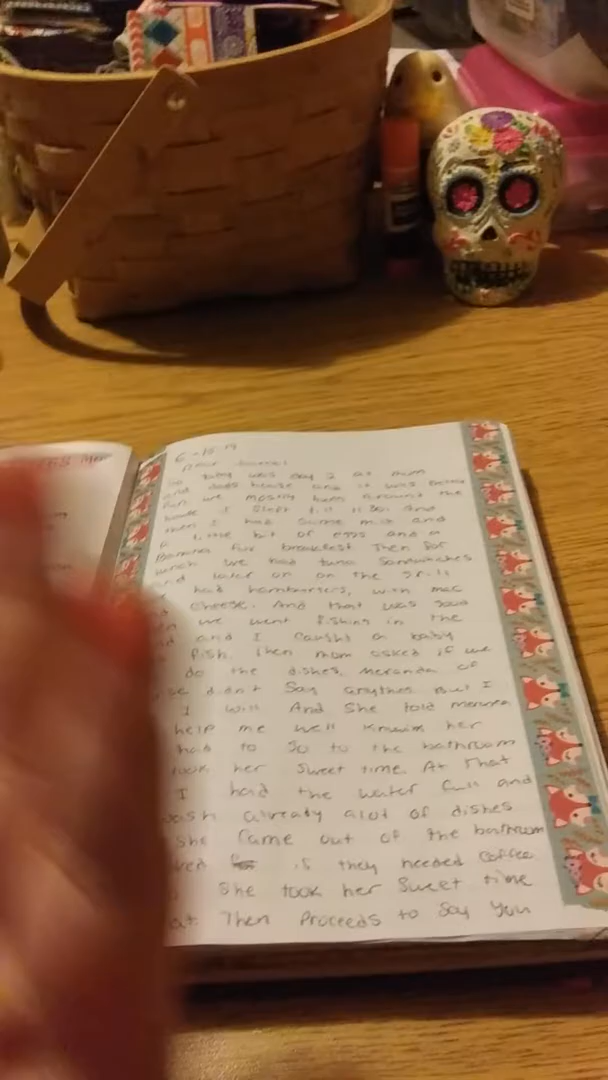 6-15-19
Dear Journal
So today was day 2 at mom
and dads house and it was been
fun we mostly been around the
house I slept till 11:30. And
then I had some milk and
a little bit of eggs and a
Banana for breakfast Then for
lunch we had tuna Sandwiches
and later on on the Grill
had hamburgers, with mac
cheese. And that was good
we went fishing in the
and I caught a baby
fish. Then mom asked if we
do the dishes. Meranda of
didn't Say anythng But I
I will And She told meranda
help me well Knowing her
had to Go to the bathroom
took her Sweet time. At That
I had the water full and
wash already alot of dishes
She Came out of the bathroom
if they needed Coffee
She took her Sweet time
at Then Proceeds to Say You